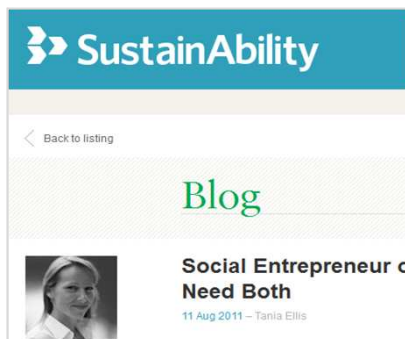 SustainAbility
Back to listing
Blog
Social Entrepreneur
Need Both
11 Aug 2011 – Tania Ellis